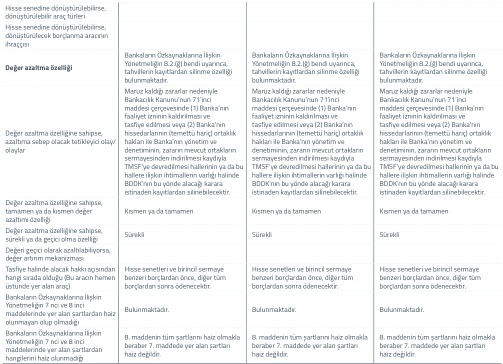 Hisse senedine dönüştürülebilirse,
dönüştürülebilir araç türleri
Hisse senedine dönüştürülebilirse,
dönüştürülecek borçlanma aracının
ihraççısı
Değer azaltma özelliği
Bankaların Özkaynaklarına İlişkin
Yönetmeliğin B.2.(ğ) bendi uyarınca,
tahvillerin kayıtlardan silinme özelliği
bulunmaktadır.
Bankaların Özkaynaklarına İlişkin
Yönetmeliğin B.2.(ğ) bendi uyarınca,
tahvillerin kayıtlardan silinme özelliği
bulunmaktadır.
Bankaların Özkaynaklarına İlişkin
Yönetmeliğin B.2.(ğ) bendi uyarınca,
tahvillerin kayıtlardan silinme özelliği
bulunmaktadır.
Değer azaltma özelliğine sahipse,
azaltıma sebep olacak tetikleyici olay/
olaylar
Maruz kaldığı zararlar nedeniyle
Bankacılık Kanunu'nun 71'inci
maddesi çerçevesinde (1) Banka'nın
faaliyet izninin kaldırılması ve
tasfiye edilmesi veya (2) Banka'nın
hissedarlarının (temettü hariç) ortaklık
hakları ile Banka'nın yönetim ve
denetiminin, zararın mevcut ortakların
sermayesinden indirilmesi kaydıyla
TMSF'ye devredilmesi hallerinin ya da bu
hallere ilişkin ihtimallerin varlığı halinde
BDDK'nın bu yönde alacağı karara
istinaden kayıtlardan silinebilecektir.
Maruz kaldığı zararlar nedeniyle
Bankacılık Kanunu'nun 71'inci
maddesi çerçevesinde (1) Banka'nın
faaliyet izninin kaldırılması ve
tasfiye edilmesi veya (2) Banka'nın
hissedarlarının (temettü hariç) ortaklık
hakları ile Banka'nın yönetim ve
denetiminin, zararın mevcut ortakların
sermayesinden indirilmesi kaydıyla
TMSF'ye devredilmesi hallerinin ya da bu
hallere ilişkin ihtimallerin varlığı halinde
BDDK'nın bu yönde alacağı karara
istinaden kayıtlardan silinebilecektir.
Maruz kaldığı zararlar nedeniyle
Bankacılık Kanunu'nun 71'inci
maddesi çerçevesinde (1) Banka'nın
faaliyet izninin kaldırılması ve
tasfiye edilmesi veya (2) Banka'nın
hissedarlarının (temettü hariç) ortaklık
hakları ile Banka'nın yönetim ve
denetiminin, zararın mevcut ortakların
sermayesinden indirilmesi kaydıyla
TMSF'ye devredilmesi hallerinin ya da bu
hallere ilişkin ihtimallerin varlığı halinde
BDDK'nın bu yönde alacağı karara
istinaden kayıtlardan silinebilecektir.
Değer azaltma özelliğine sahipse,
tamamen ya da kısmen değer
azaltımı özelliği
Kısmen ya da tamamen
Kısmen ya da tamamen
Kısmen ya da tamamen
Değer azaltma özelliğine sahipse,
sürekli ya da geçici olma özelliği
Sürekli
Sürekli
Sürekli
Değeri geçici olarak azaltılabiliyorsa,
değer artırım mekanizması
Tasfiye halinde alacak hakkı açısından
hangi sırada olduğu (Bu aracın hemen
üstünde yer alan araç)
Hisse senetleri ve birincil sermaye
benzeri borçlardan önce, diğer tüm
borçlardan sonra ödenecektir.
Hisse senetleri ve birincil sermaye
benzeri borçlardan önce, diğer tüm
borçlardan sonra ödenecektir.
Hisse senetleri ve birincil sermaye
benzeri borçlardan önce, diğer tüm
borçlardan sonra ödenecektir.
Bankaların Özkaynaklarına İlişkin
Yönetmeliğin 7 nci ve 8 inci
maddelerinde yer alan şartlardan haiz
olunmayan olup olmadığı
Bulunmaktadır.
Bulunmaktadır.
Bulunmaktadır.
Bankaların Özkaynaklarına İlişkin
Yönetmeliğin 7 nci ve 8 inci
maddelerinde yer alan şartlardan
hangilerini haiz olunmadığı
8. maddenin tüm şartlarını haiz olmakla
beraber 7. maddede yer alan şartları
haiz değildir.
8. maddenin tüm şartlarını haiz olmakla
beraber 7. maddede yer alan şartları
haiz değildir.
8. maddenin tüm şartlarını haiz olmakla
beraber 7. maddede yer alan şartları
haiz değildir.